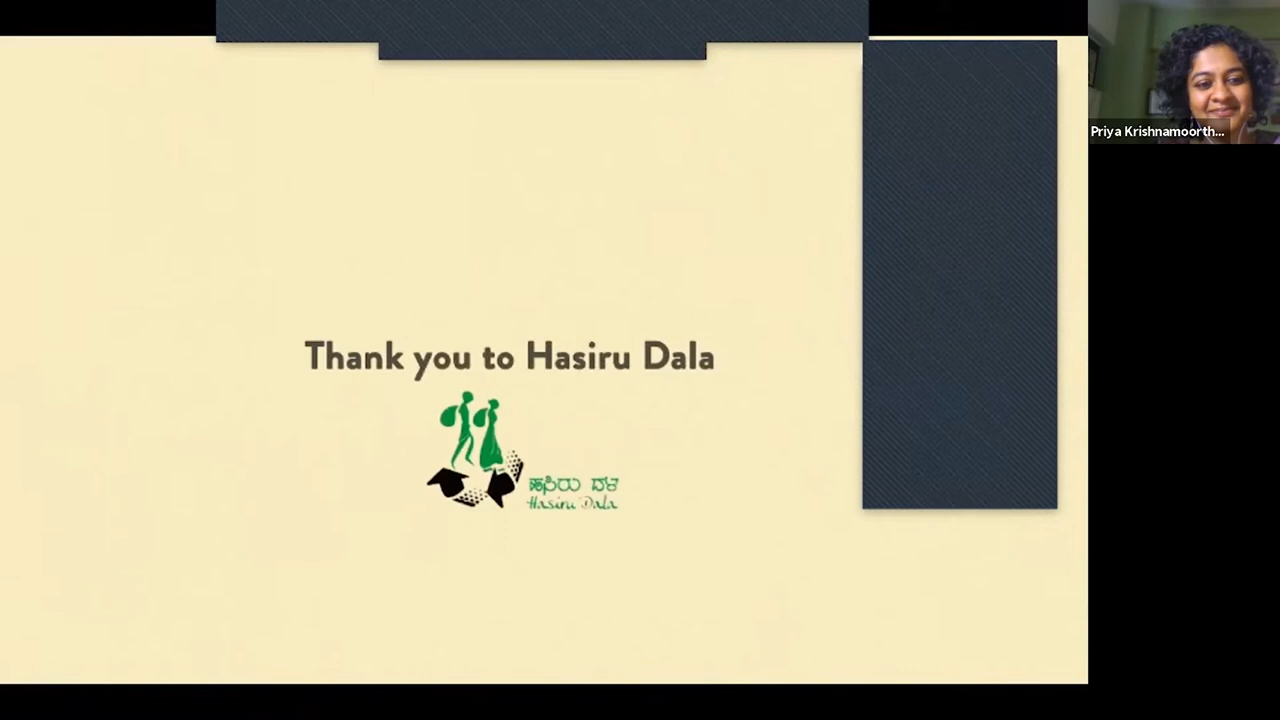 Priya Krishnamoorth...
Thank you to Hasiru Dala
ಹಸಿರು ದಳ
Hasiru Dala